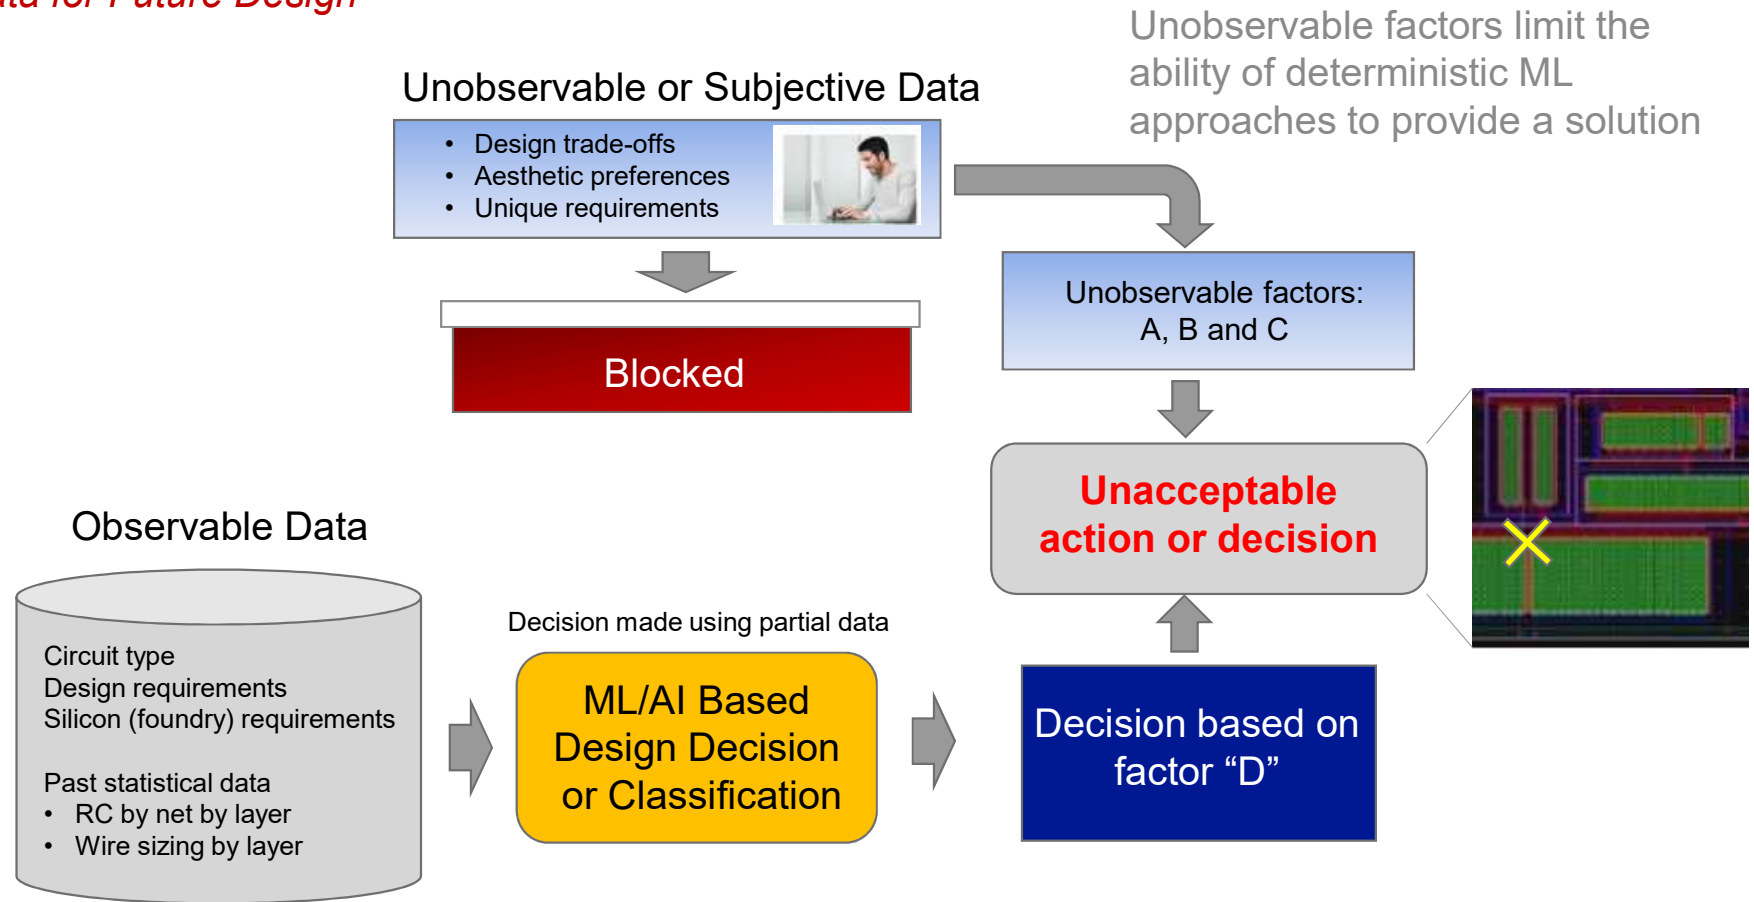 for Future Design
Unobservable factors limit the
ability of deterministic ML
approaches to provide a solution
Unobservable or Subjective Data
• Design trade-offs
• Aesthetic preferences
• Unique requirements
Unobservable factors:
A, B and C
Blocked
Unacceptable
action or decision
Observable Data
Circuit type
Design requirements
Silicon (foundry) requirements
Past statistical data
• RC by net by layer
• Wire sizing by layer
Decision made using partial data
ML/AI Based
Design Decision
or Classification
Decision based on
factor “D”